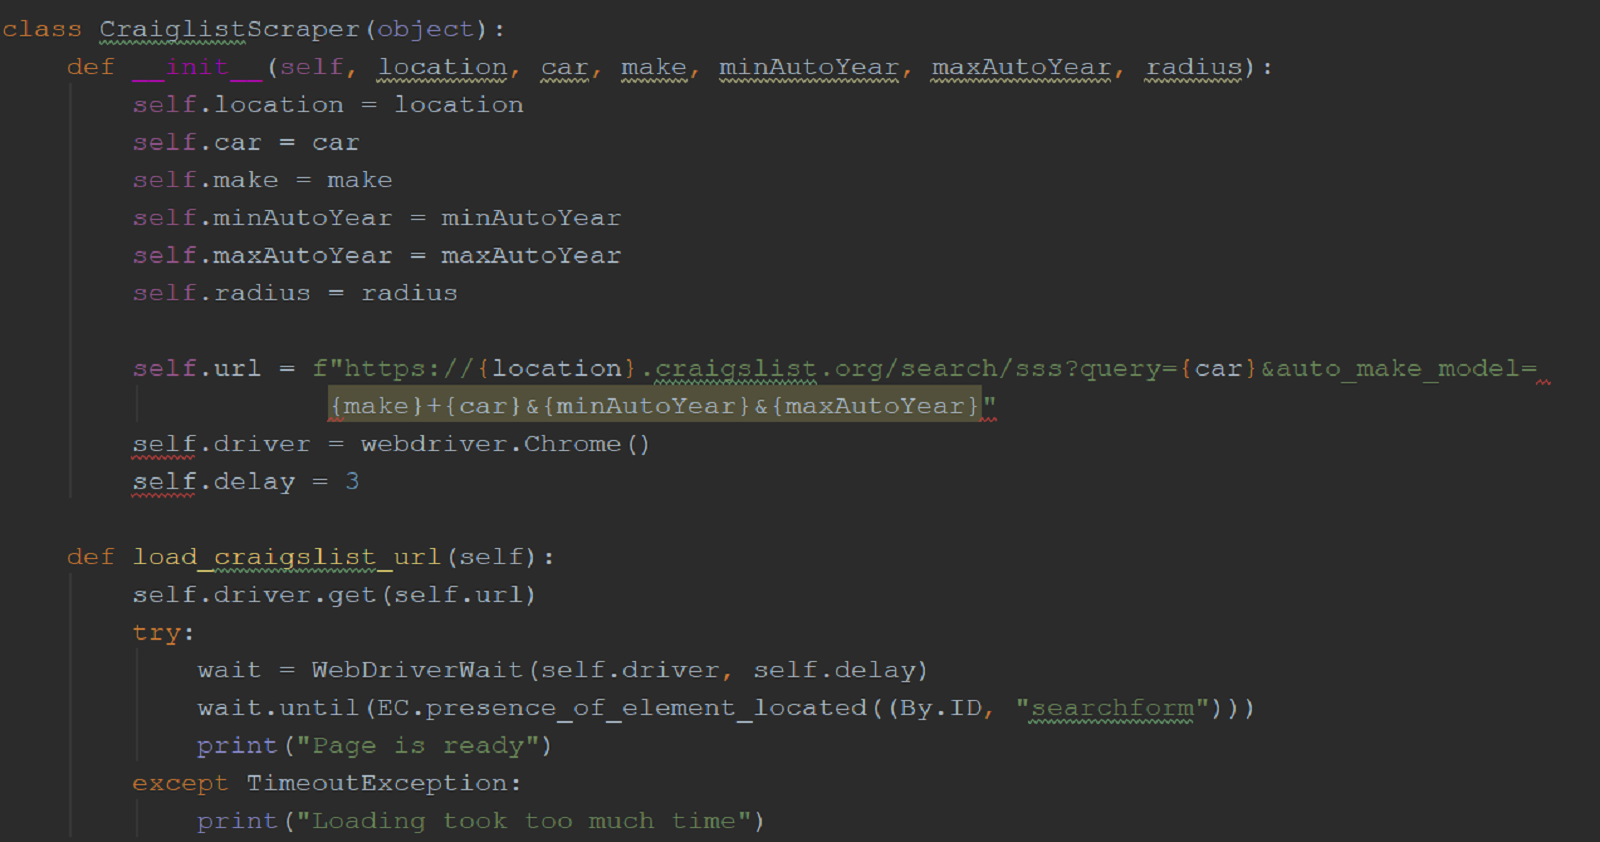 class CraiglistScraper(object):
    def __init__(self, location, car, make, minAutoYear, maxAutoYear, radius):
        self.location = location
        self.car = car
        self.make = make
        self.minAutoYear = minAutoYear
        self.maxAutoYear = maxAutoYear
        self.radius = radius
        self.url = f"https://{location}.craigslist.org/search/sss?query={car}&auto_make_model=
                    {make}+{car}&{minAutoYear}&{maxAutoYear}"
        self.driver = webdriver.Chrome()
        self.delay = 3
    def load_craigslist_url(self):
        self.driver.get(self.url)
        try:
            wait = WebDriverWait(self.driver, self.delay)
            wait.until(EC.presence_of_element_located((By.ID, "searchform")))
            print("Page is ready")
        except TimeoutException:
            print("Loading took too much time")